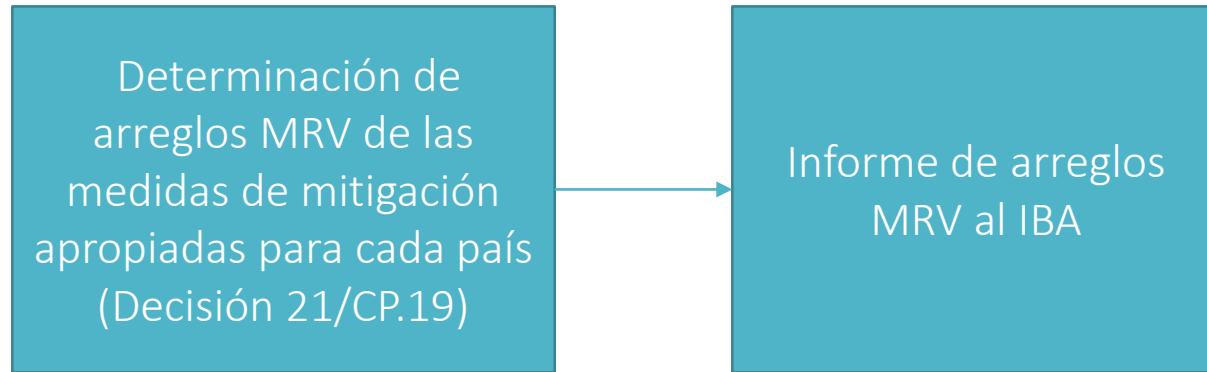 Determinación de
arreglos MRV de las
medidas de mitigación
apropiadas para cada país
(Decisión 21/CP.19)
Informe de arreglos
MRV al IBA